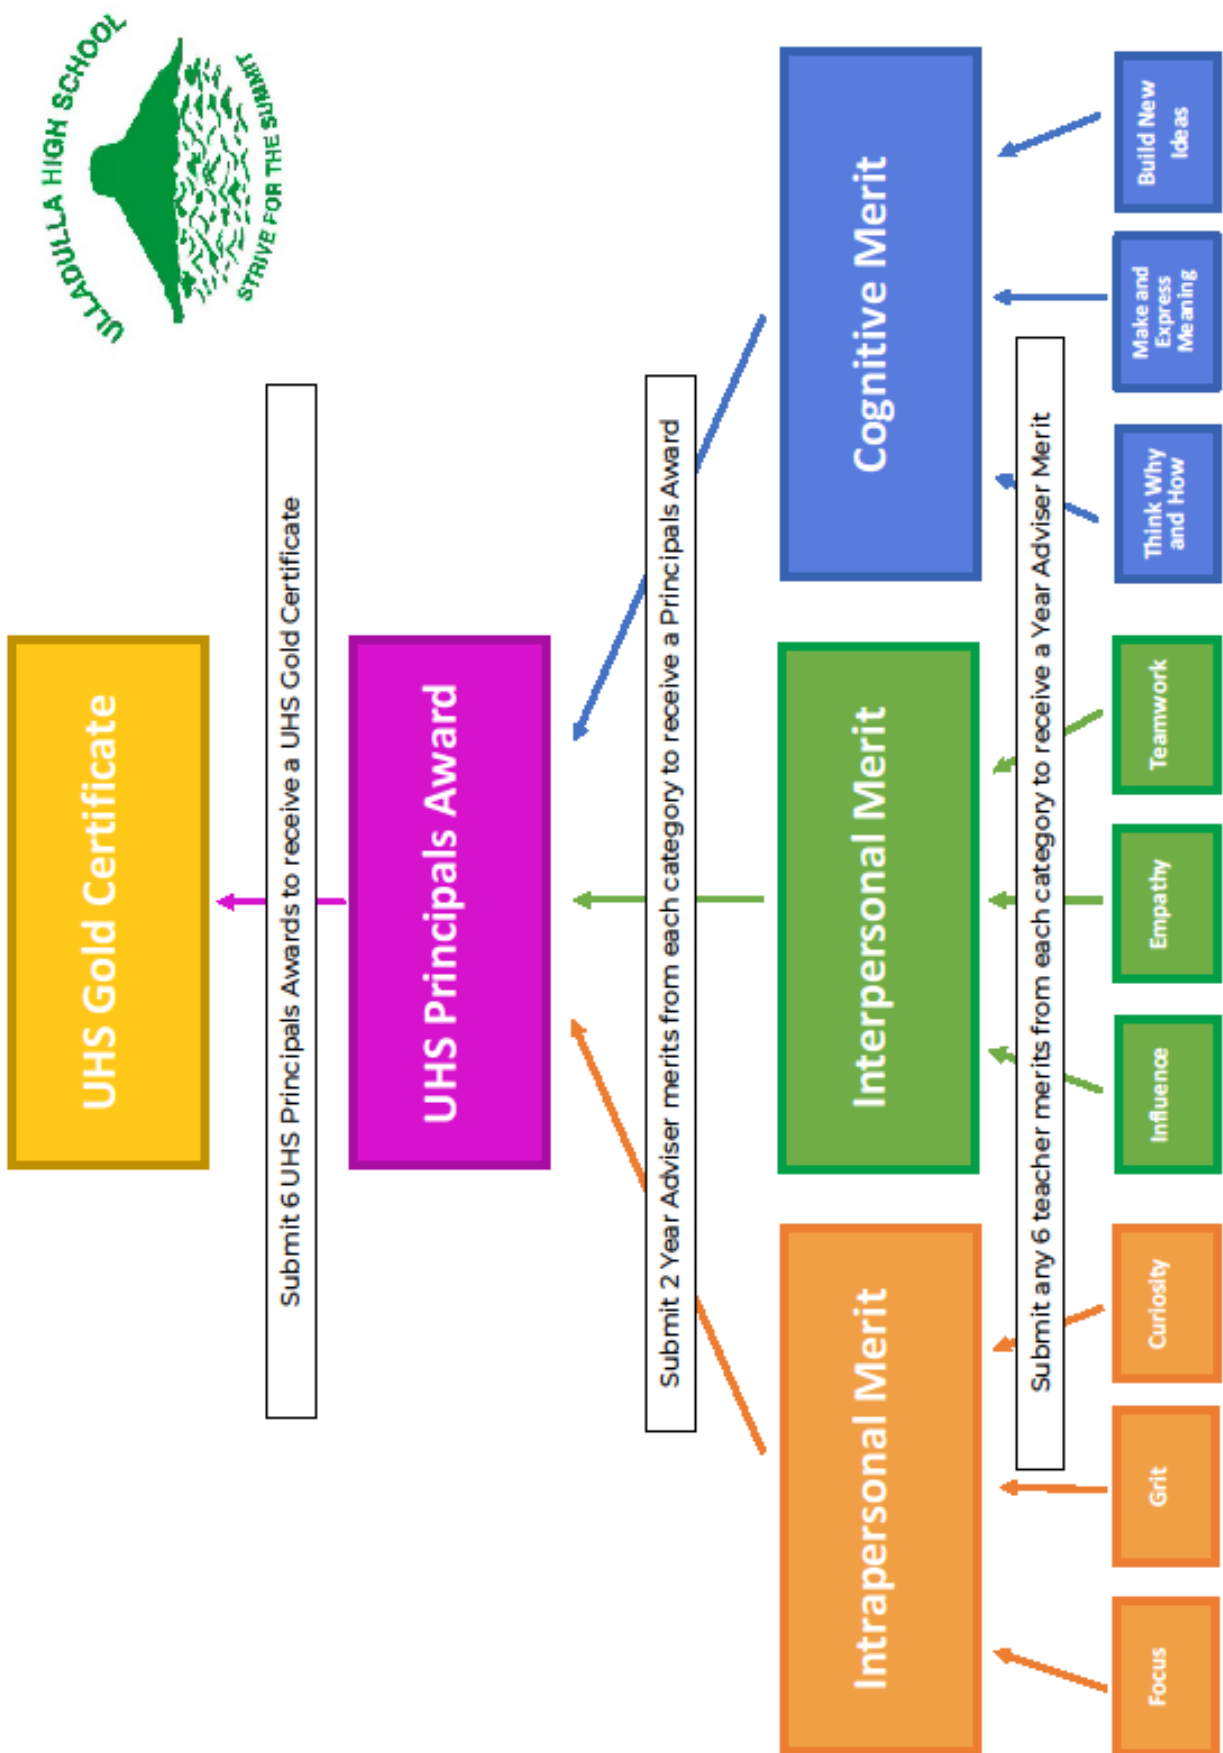 ULLADULLA HIGH SCHOOL
STRIVE FOR THE SUMMIT
UHS Gold Certificate
Submit 6 UHS Principals Awards to receive a UHS Gold Certificate
UHS Principals Award
Submit 2 Year Adviser merits from each category to receive a Principals Award
Intrapersonal Merit
Interpersonal Merit
Cognitive Merit
Submit any 6 teacher merits from each category to receive a Year Adviser Merit
Focus
Grit
Curiosity
Influence
Empathy
Teamwork
Think Why
and How
Make and
Express
Meaning
Build New
Ideas